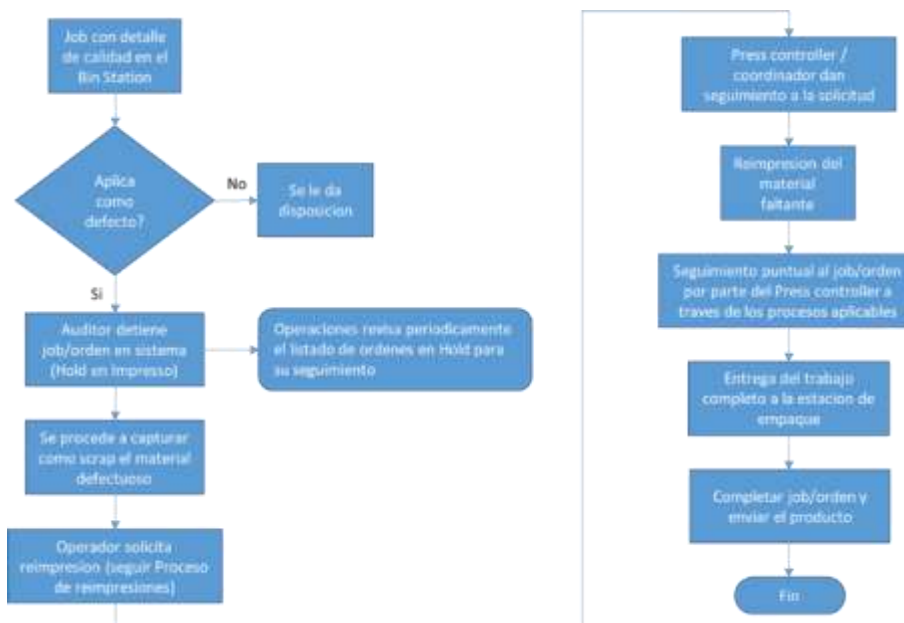 Job con detalle
de calidad en el
Bin Station
Aplica
como
defecto?
No
Se le da
disposicion
Si
Auditor detiene
job/orden en sistema
(Hold en Impresso)
Operaciones revisa periodicamente
el listado de ordenes en Hold para
su seguimiento
Se procede a capturar
como scrap el material
defectuoso
Operador solicita
reimpresion (seguir Proceso
de reimpresiones)
Press controller /
coordinador dan
seguimiento a la solicitud
Reimpresion del
material
faltante
Seguimiento puntual al job/orden
por parte del Press controller a
traves de los procesos aplicables
Entrega del trabajo
completo a la estacion de
empaque
Completar job/orden y
enviar el producto
Fin